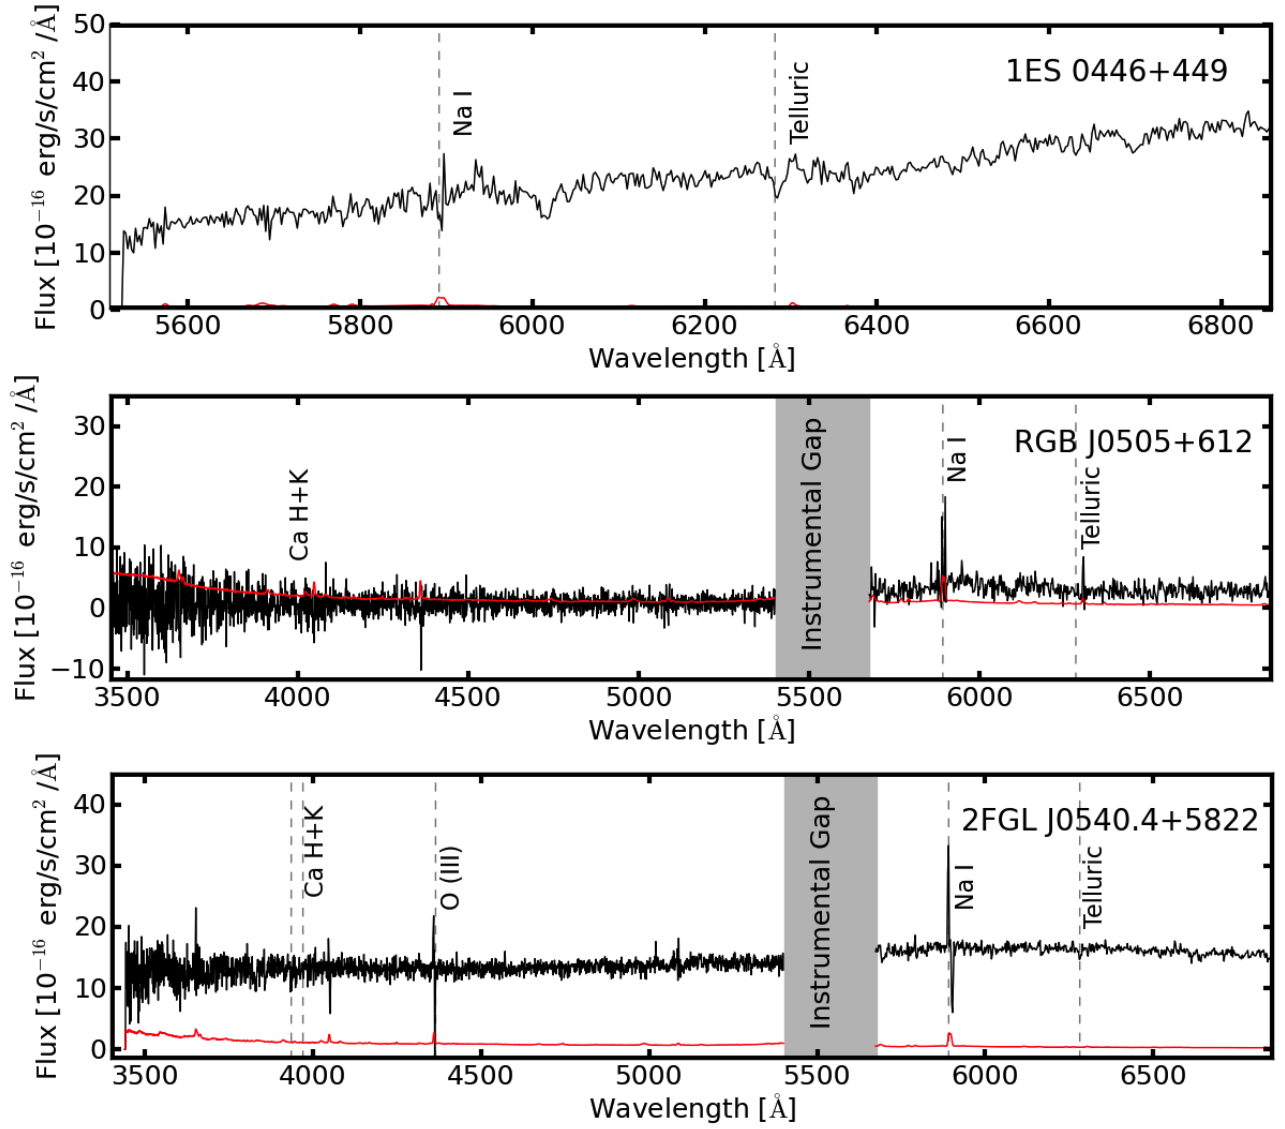 Flux [10⁻¹⁶ erg/s/cm² /Å]
50
40
30
20
10
0
1ES 0446+449
Na I
Telluric
5600 5800 6000 6200 6400 6600 6800
Wavelength [Å]
Flux [10⁻¹⁶ erg/s/cm² /Å]
30
20
10
0
−10
RGB J0505+612
Ca H+K
Instrumental Gap
Na I
Telluric
3500 4000 4500 5000 5500 6000 6500
Wavelength [Å]
Flux [10⁻¹⁶ erg/s/cm² /Å]
40
30
20
10
0
2FGL J0540.4+5822
Ca H+K
O (III)
Instrumental Gap
Na I
Telluric
3500 4000 4500 5000 5500 6000 6500
Wavelength [Å]